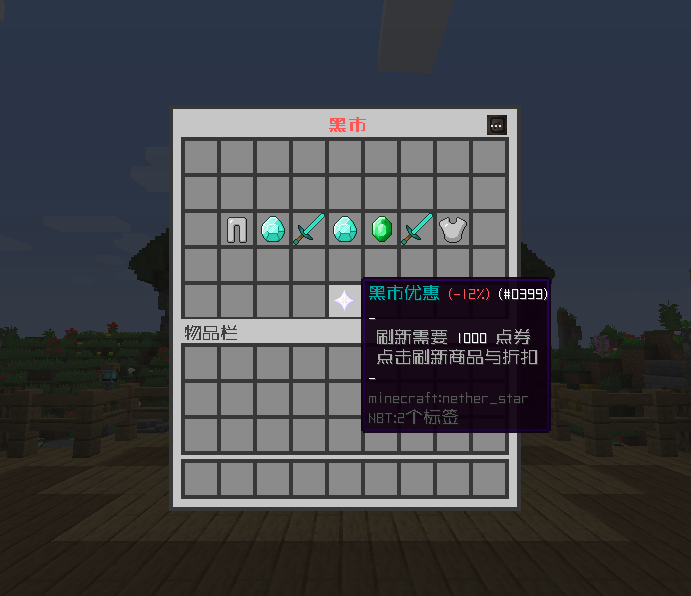 黑市
黑市优惠 (-12%) (#0399)
-
刷新需要 1000 点券
点击刷新商品与折扣
-
minecraft:nether_star
NBT:2个标签
物品栏